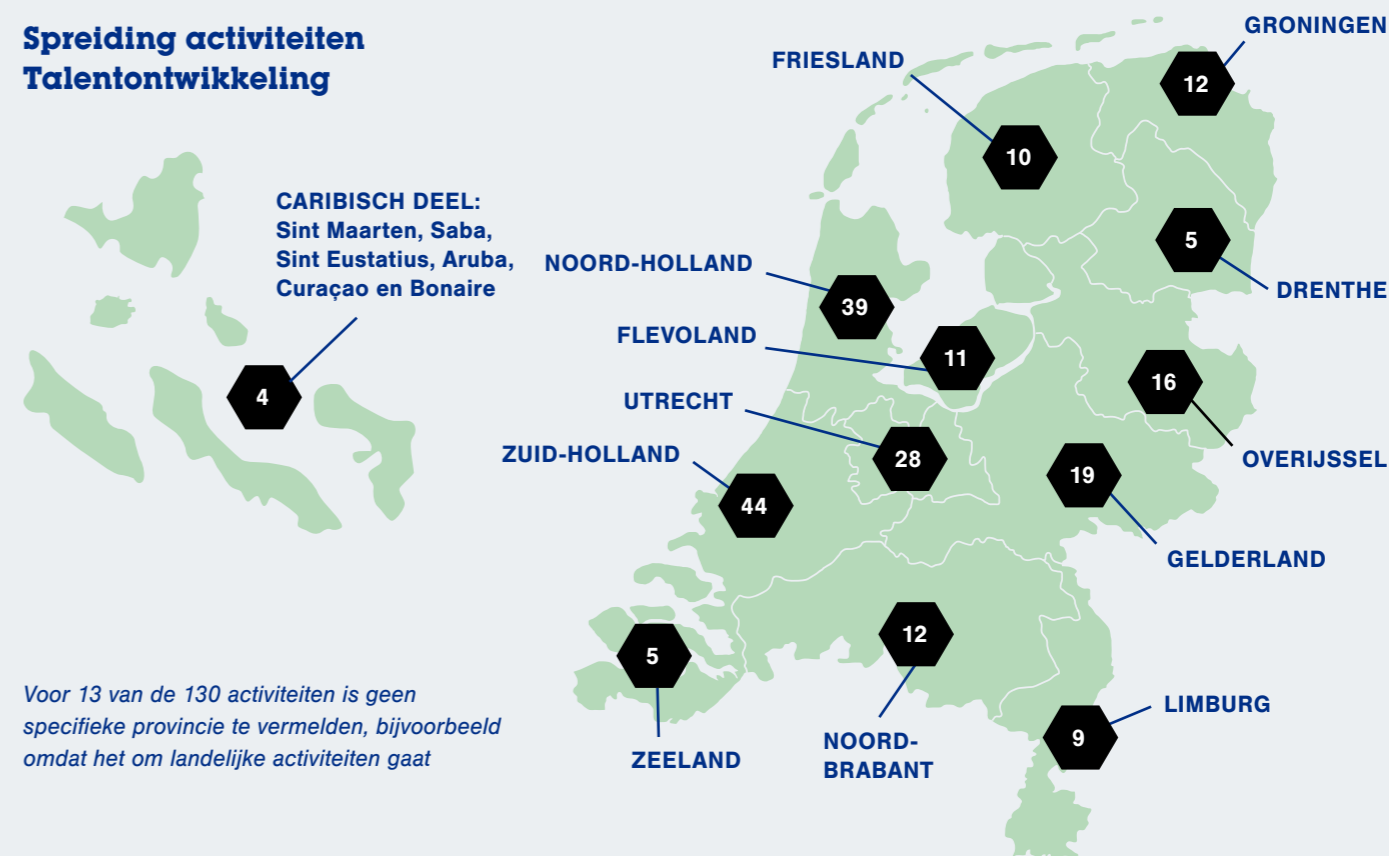 Spreiding activiteiten
Talentontwikkeling
CARIBISCH DEEL:
Sint Maarten, Saba,
Sint Eustatius, Aruba,
Curaçao en Bonaire
4
GRONINGEN
12
FRIESLAND
10
5
DRENTHE
NOORD-HOLLAND
39
FLEVOLAND
11
16
OVERIJSSEL
UTRECHT
28
ZUID-HOLLAND
44
19
GELDERLAND
5
ZEELAND
12
NOORD-
BRABANT
9
LIMBURG
Voor 13 van de 130 activiteiten is geen
specifieke provincie te vermelden, bijvoorbeeld
omdat het om landelijke activiteiten gaat